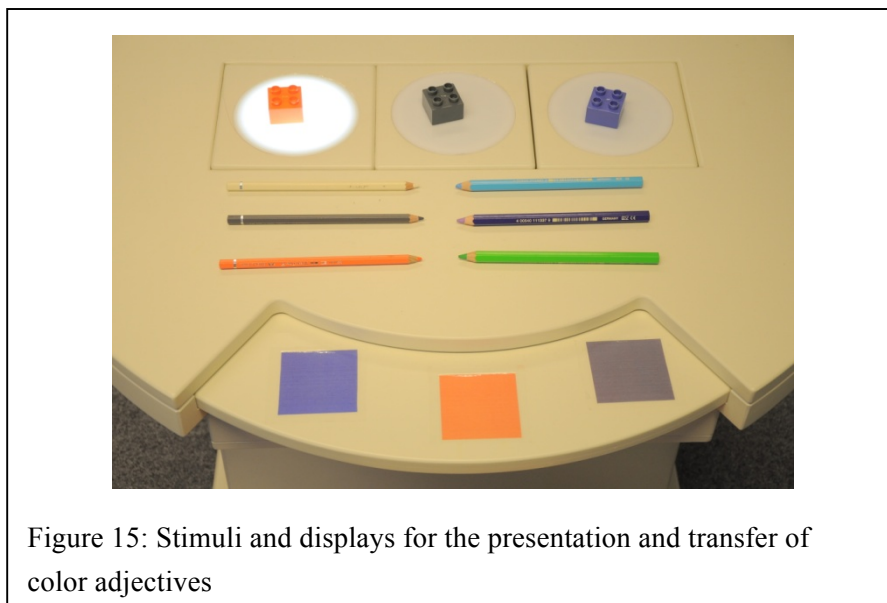 Figure 15: Stimuli and displays for the presentation and transfer of
color adjectives